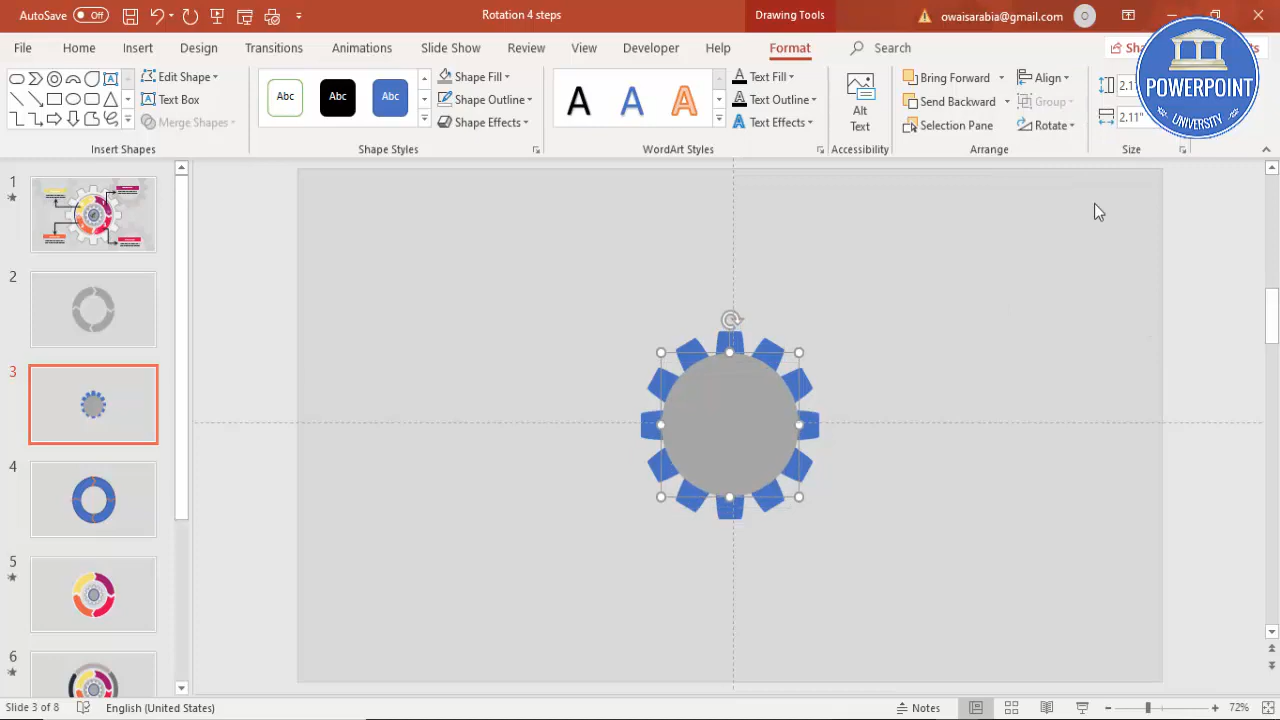 AutoSave Off
Rotation 4 steps
Drawing Tools
owaisarabia@gmail.com
File Home Insert Design Transitions Animations Slide Show Review View Developer Help Format Search
POWERPOINT
UNIVERSITY
Edit Shape
Text Box
Merge Shapes
Insert Shapes
Abc Abc Abc
Shape Fill
Shape Outline
Shape Effects
Shape Styles
A A A
Text Fill
Text Outline
Text Effects
WordArt Styles
Alt
Text
Accessibility
Bring Forward
Send Backward
Selection Pane
Align
Group
Rotate
Arrange
2.11"
Size
1
2
3
4
5
6
Slide 3 of 8
English (United States)
Notes
72%